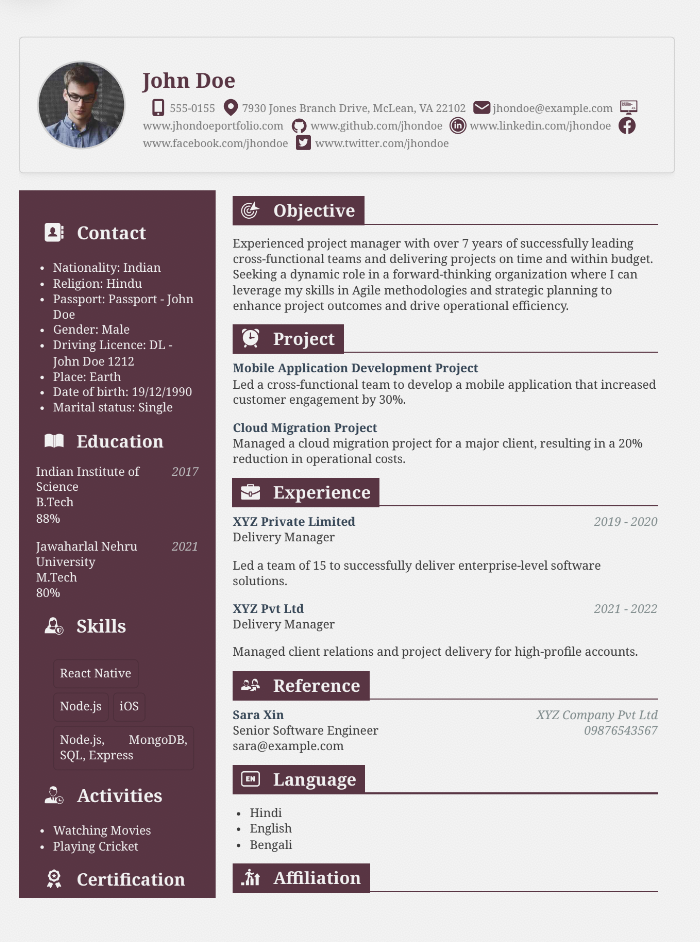 John Doe
555-0155 7930 Jones Branch Drive, McLean, VA 22102 jhondoe@example.com
www.jhondoeportfolio.com www.github.com/jhondoe in www.linkedin.com/jhondoe
www.facebook.com/jhondoe www.twitter.com/jhondoe
Contact
• Nationality: Indian
• Religion: Hindu
• Passport: Passport - John
Doe
• Gender: Male
• Driving Licence: DL -
John Doe 1212
• Place: Earth
• Date of birth: 19/12/1990
• Marital status: Single
Education
Indian Institute of 2017
Science
B.Tech
88%
Jawaharlal Nehru 2021
University
M.Tech
80%
Skills
React Native
Node.js iOS
Node.js, MongoDB,
SQL, Express
Activities
• Watching Movies
• Playing Cricket
Certification
Objective
Experienced project manager with over 7 years of successfully leading
cross-functional teams and delivering projects on time and within budget.
Seeking a dynamic role in a forward-thinking organization where I can
leverage my skills in Agile methodologies and strategic planning to
enhance project outcomes and drive operational efficiency.
Project
Mobile Application Development Project
Led a cross-functional team to develop a mobile application that increased
customer engagement by 30%.
Cloud Migration Project
Managed a cloud migration project for a major client, resulting in a 20%
reduction in operational costs.
Experience
XYZ Private Limited 2019 - 2020
Delivery Manager
Led a team of 15 to successfully deliver enterprise-level software
solutions.
XYZ Pvt Ltd 2021 - 2022
Delivery Manager
Managed client relations and project delivery for high-profile accounts.
Reference
Sara Xin XYZ Company Pvt Ltd
Senior Software Engineer 09876543567
sara@example.com
EN Language
• Hindi
• English
• Bengali
Affiliation